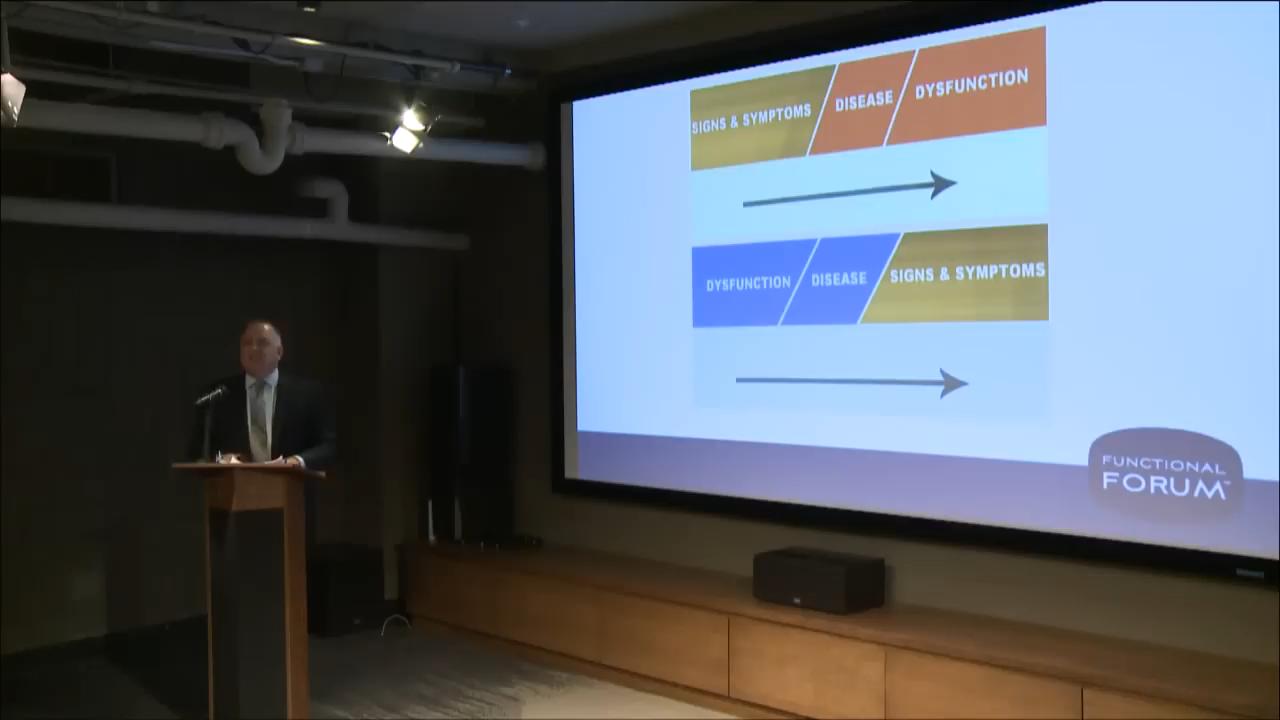 SIGNS & SYMPTOMS
DISEASE
DYSFUNCTION
DYSFUNCTION
DISEASE
SIGNS & SYMPTOMS
FUNCTIONAL
FORUM™